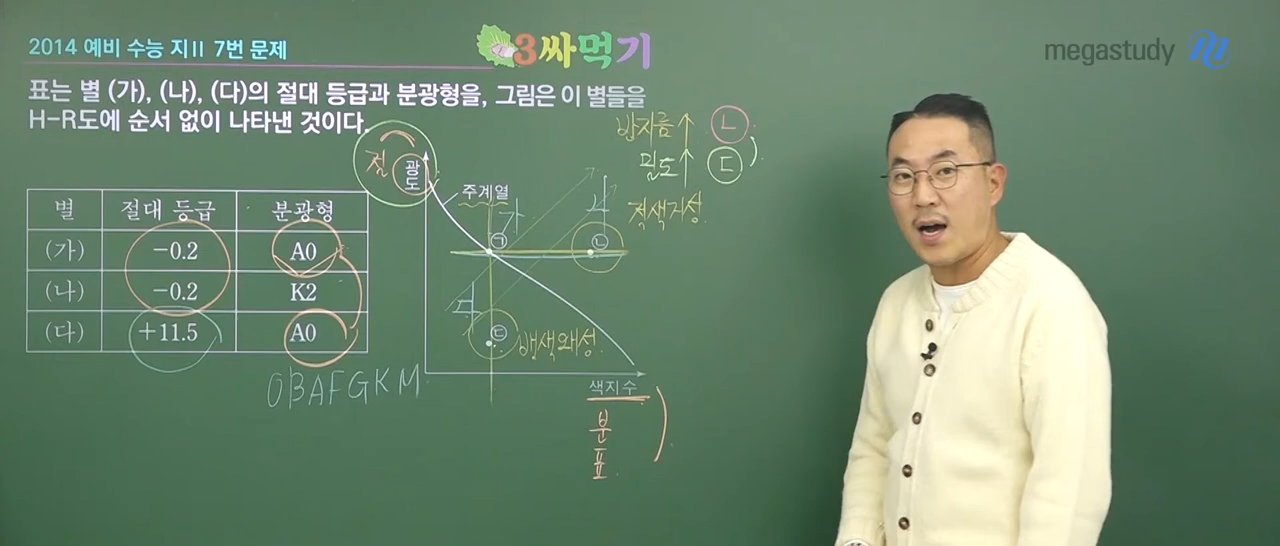 2014 예비 수능 지Ⅱ 7번 문제
3싸먹기
megastudy
표는 별 (가), (나), (다)의 절대 등급과 분광형을, 그림은 이 별들을
H-R도에 순서 없이 나타낸 것이다.
별 절대 등급 분광형
(가) -0.2 A0
(나) -0.2 K2
(다) +11.5 A0
OBAFGKM
절
광도
주계열
가
나
다
㉠
㉡
㉢
반지름↑ ㄴ
밀도↑ ㄷ
적색거성
백색왜성
색지수
분
표